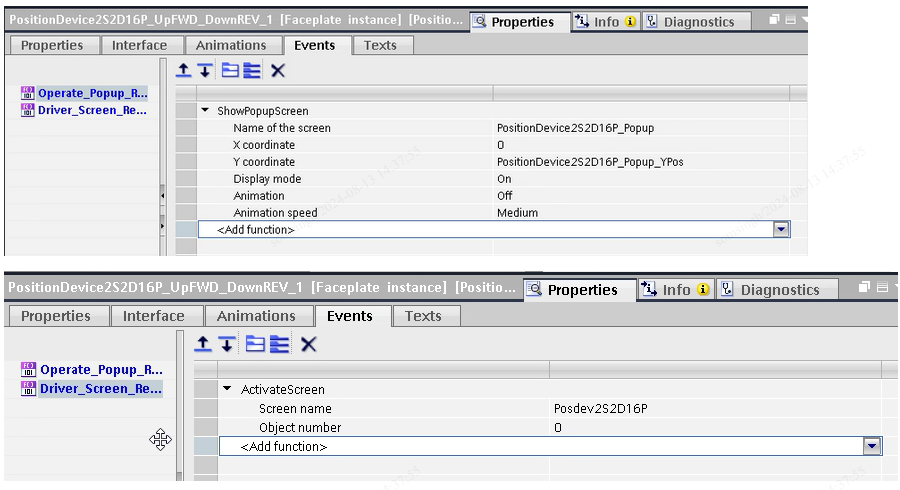 PositionDevice2S2D16P_UpFWD_DownREV_1 [Faceplate instance] [Positio... Properties Info Diagnostics
Properties Interface Animations Events Texts
Operate_Popup_R...
Driver_Screen_Re...
ShowPopupScreen
Name of the screen PositionDevice2S2D16P_Popup
X coordinate 0
Y coordinate PositionDevice2S2D16P_Popup_YPos
Display mode On
Animation Off
Animation speed Medium
<Add function>
PositionDevice2S2D16P_UpFWD_DownREV_1 [Faceplate instance] [Positio... Properties Info Diagnostics
Properties Interface Animations Events Texts
Operate_Popup_R...
Driver_Screen_Re...
ActivateScreen
Screen name Posdev2S2D16P
Object number 0
<Add function>